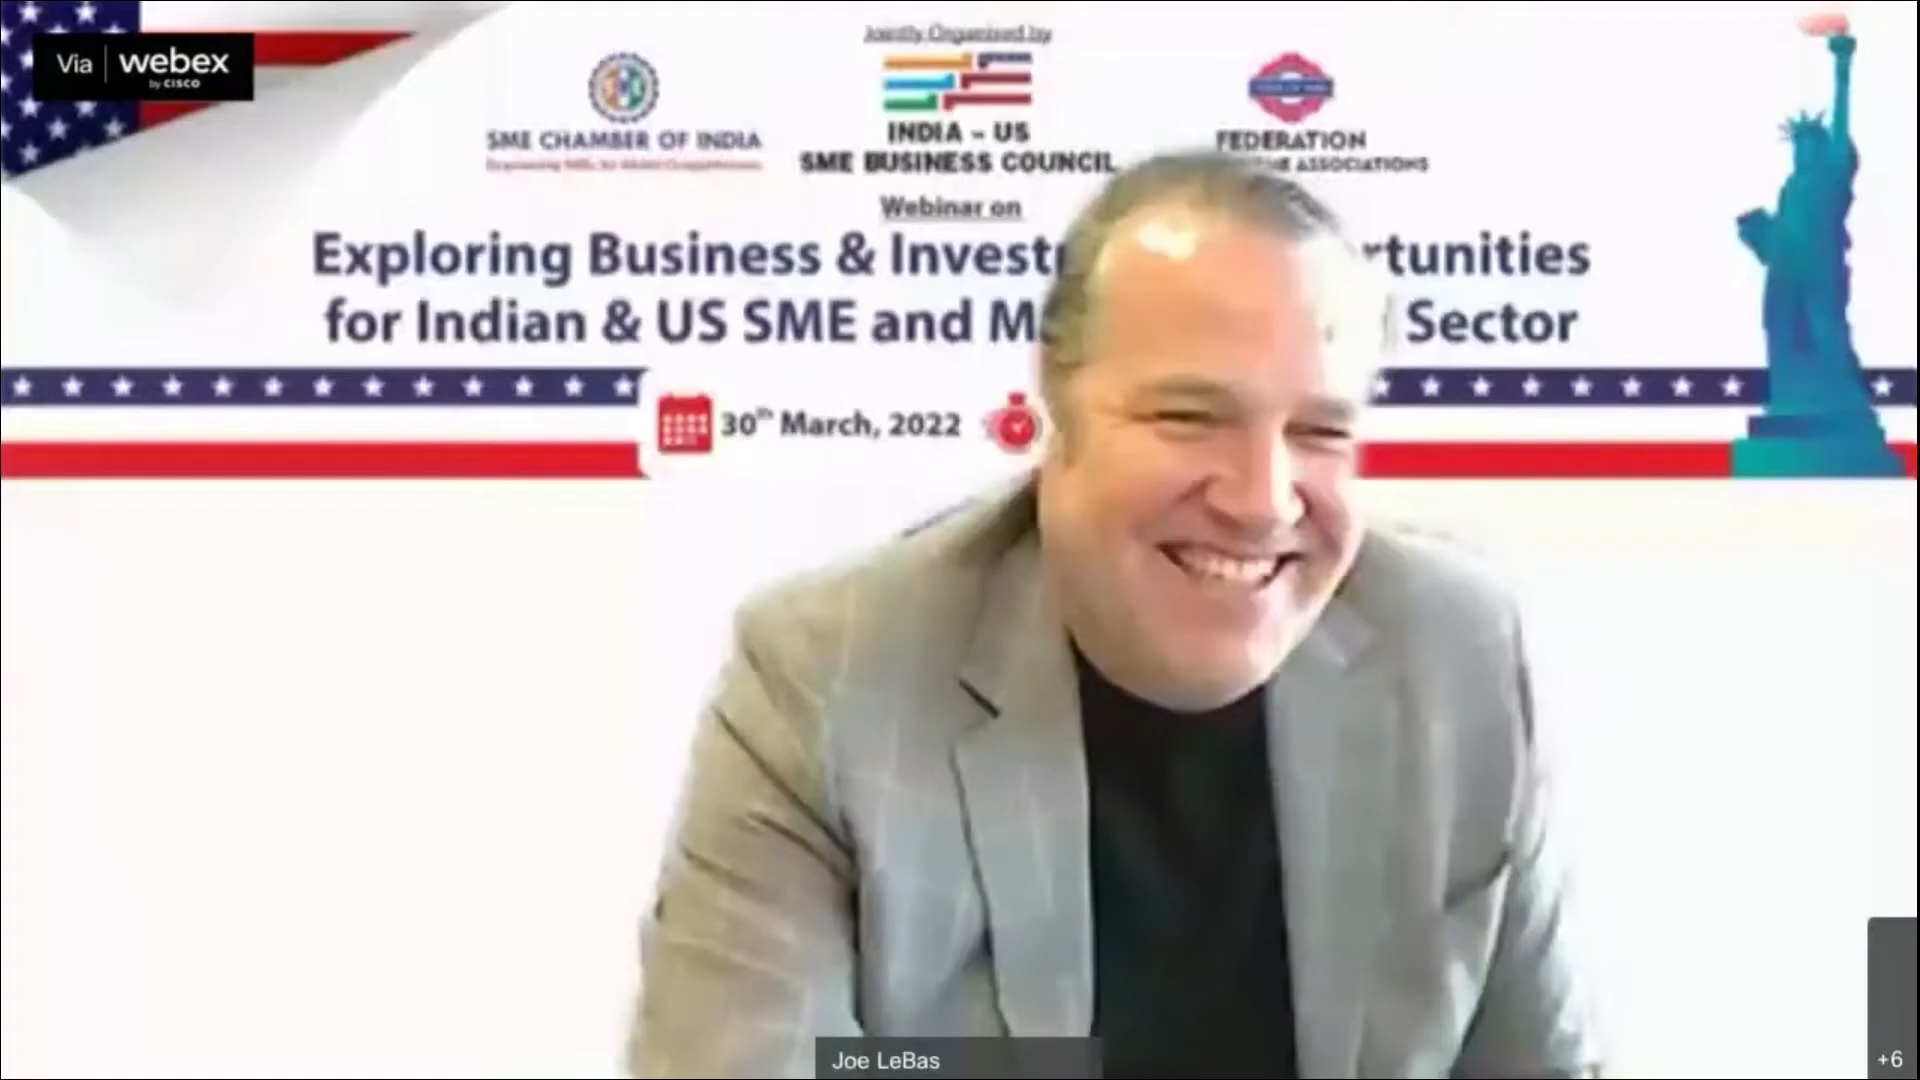 Via webex
by CISCO
Jointly Organised by
SME CHAMBER OF INDIA
INDIA – US
SME BUSINESS COUNCIL
FEDERATION
ASSOCIATIONS
Webinar on
Exploring Business & Invest rtunities
for Indian & US SME and M Sector
30th March, 2022
Joe LeBas
+6